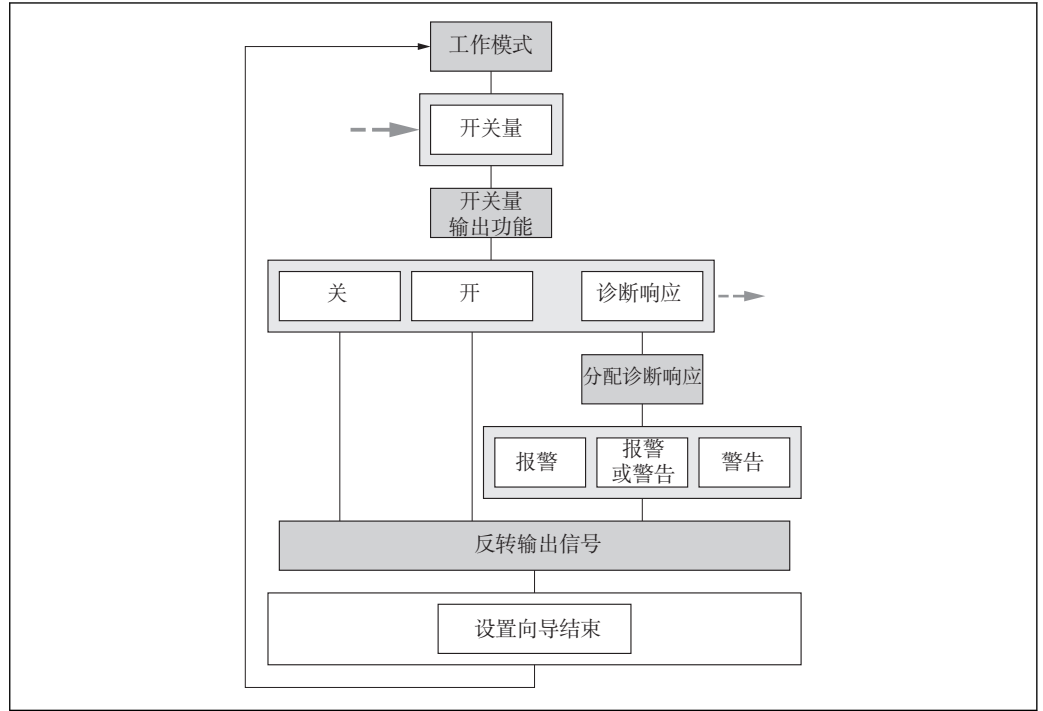 工作模式
开关量
开关量
输出功能
关
开
诊断响应
分配诊断响应
报警
报警
或警告
警告
反转输出信号
设置向导结束